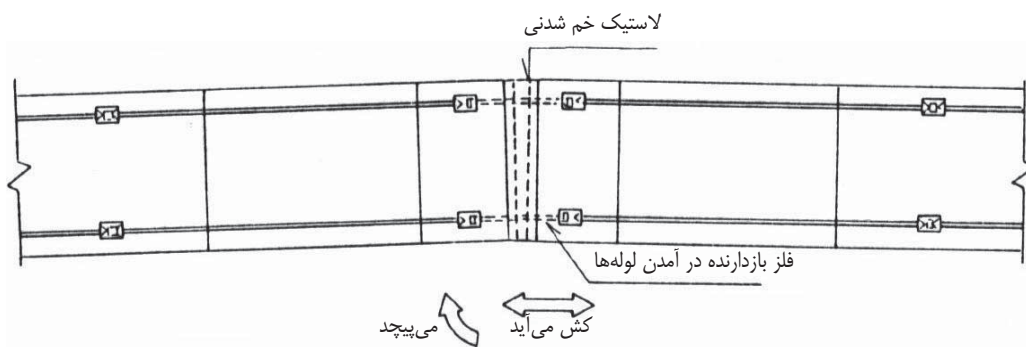 لاستیک خم شدنی
فلز بازدارنده در آمدن لوله‌ها
کش می‌آید
می‌پیچد